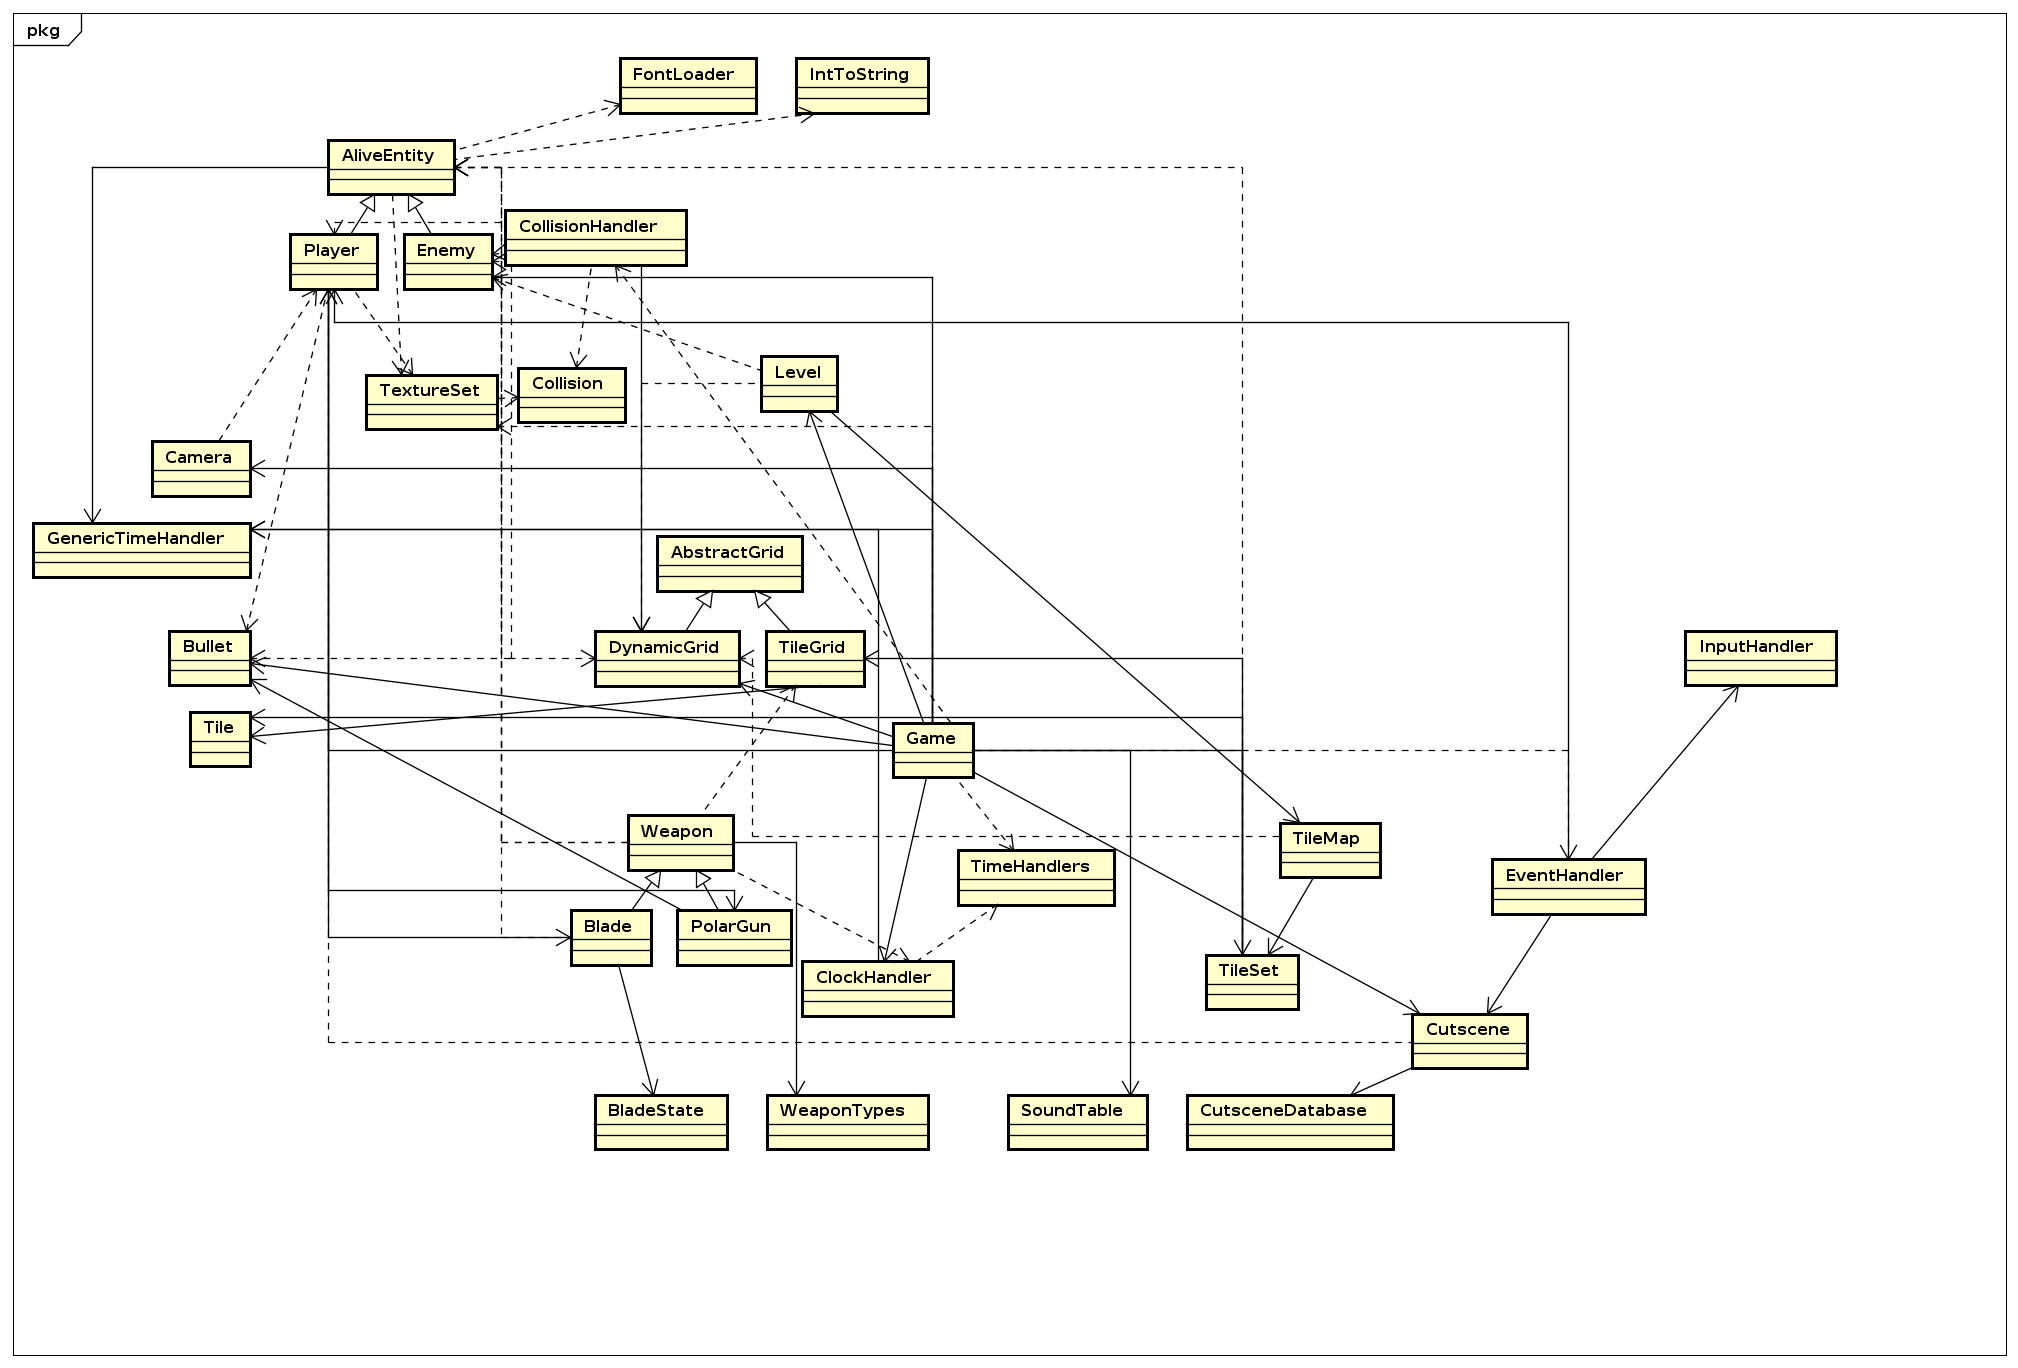 pkg
FontLoader
IntToString
AliveEntity
CollisionHandler
Player
Enemy
Level
Collision
TextureSet
Camera
GenericTimeHandler
AbstractGrid
Bullet
DynamicGrid
TileGrid
InputHandler
Tile
Game
Weapon
TileMap
TimeHandlers
EventHandler
Blade
PolarGun
ClockHandler
TileSet
Cutscene
BladeState
WeaponTypes
SoundTable
CutsceneDatabase